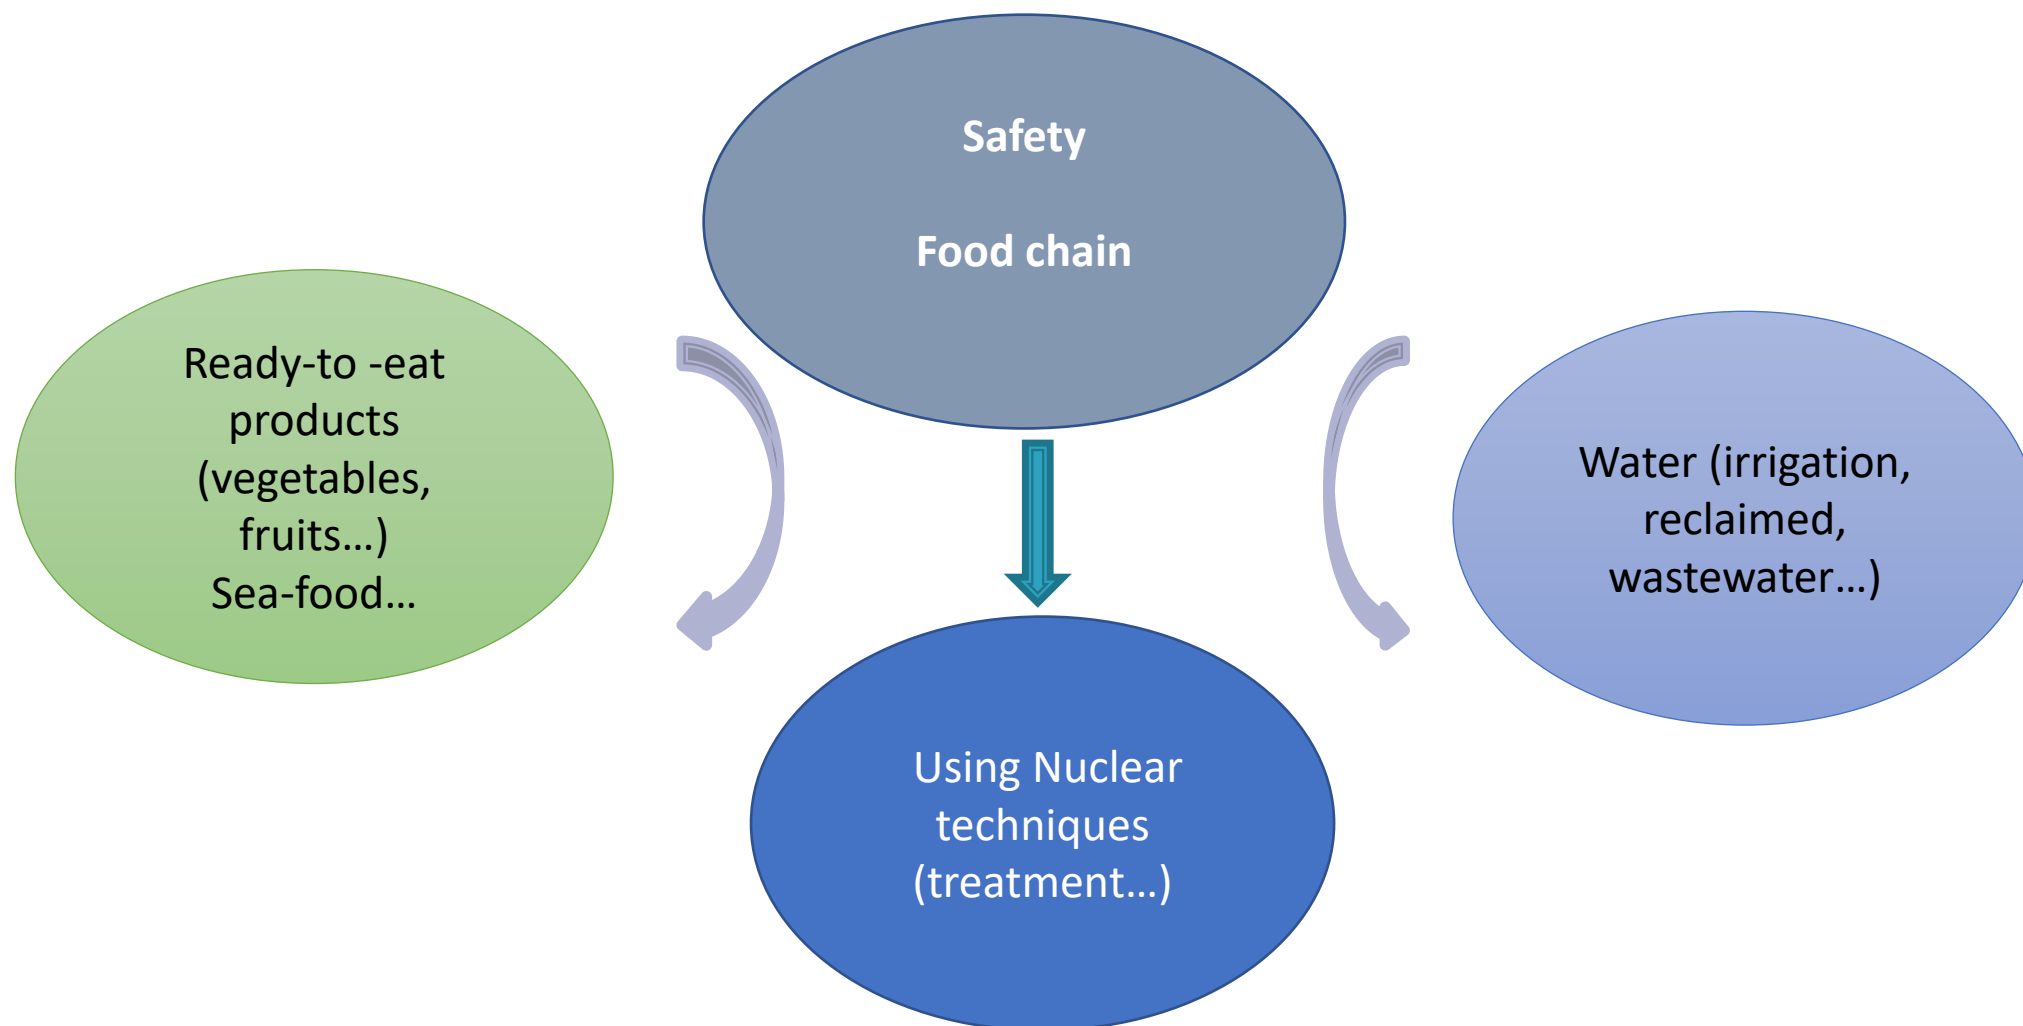 Safety
Food chain
Ready-to -eat
products
(vegetables,
fruits…)
Sea-food…
Water (irrigation,
reclaimed,
wastewater…)
Using Nuclear
techniques
(treatment…)